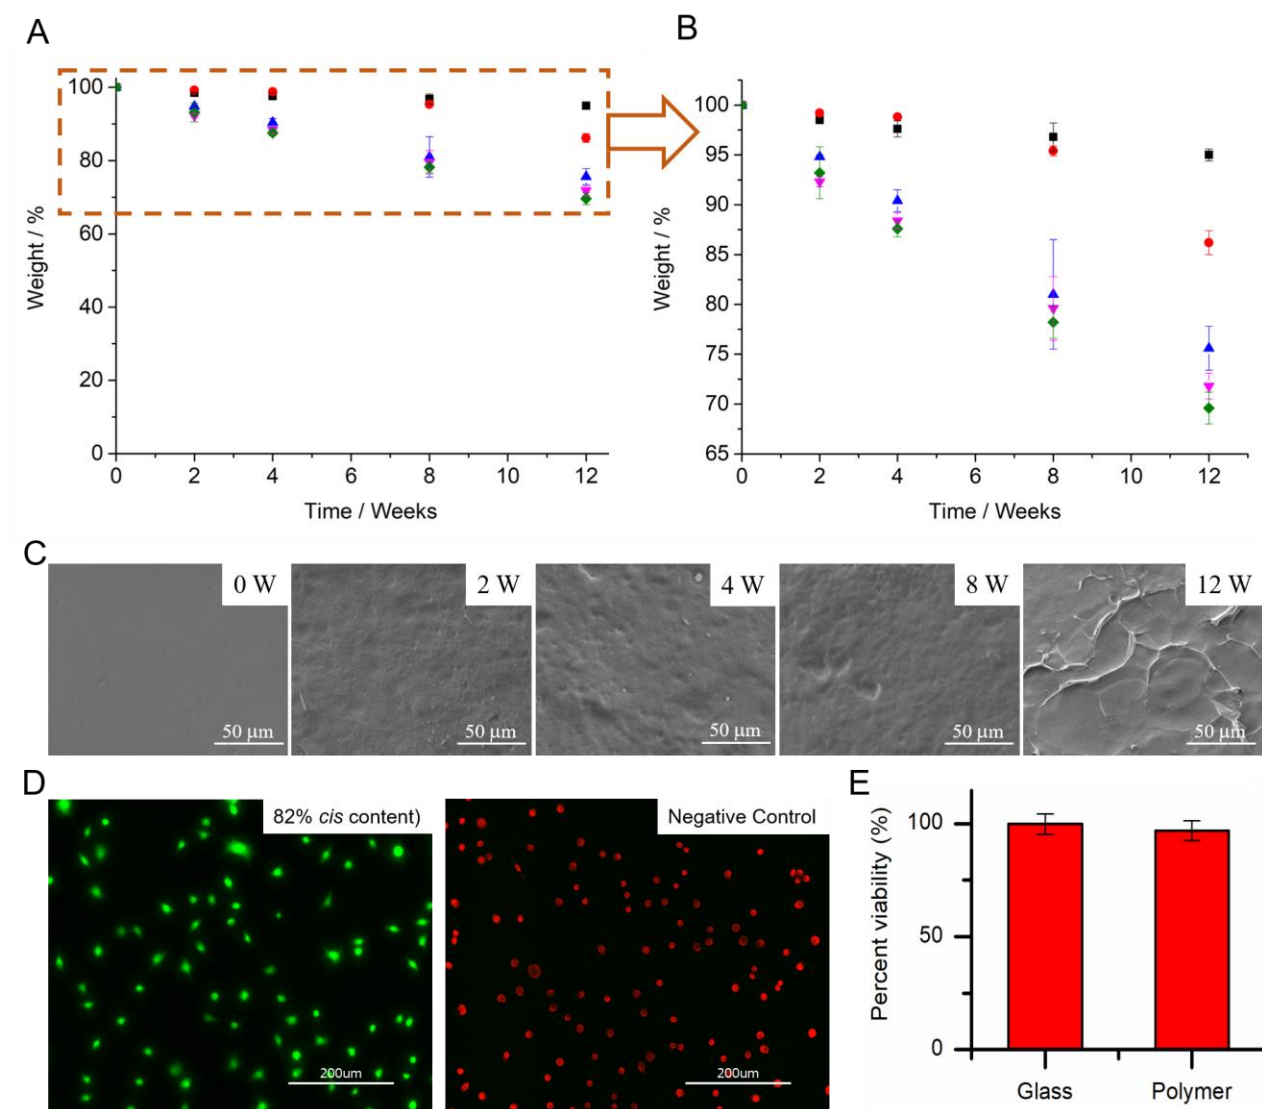 A
B
100
80
60
40
20
0
Weight / %
0
2
4
6
8
10
12
Time / Weeks
100
95
90
85
80
75
70
65
Weight / %
0
2
4
6
8
10
12
Time / Weeks
C
0 W
2 W
4 W
8 W
12 W
50 µm
50 µm
50 µm
50 µm
50 µm
D
82% cis content)
Negative Control
200um
200um
E
Percent viability (%)
100
50
0
Glass
Polymer